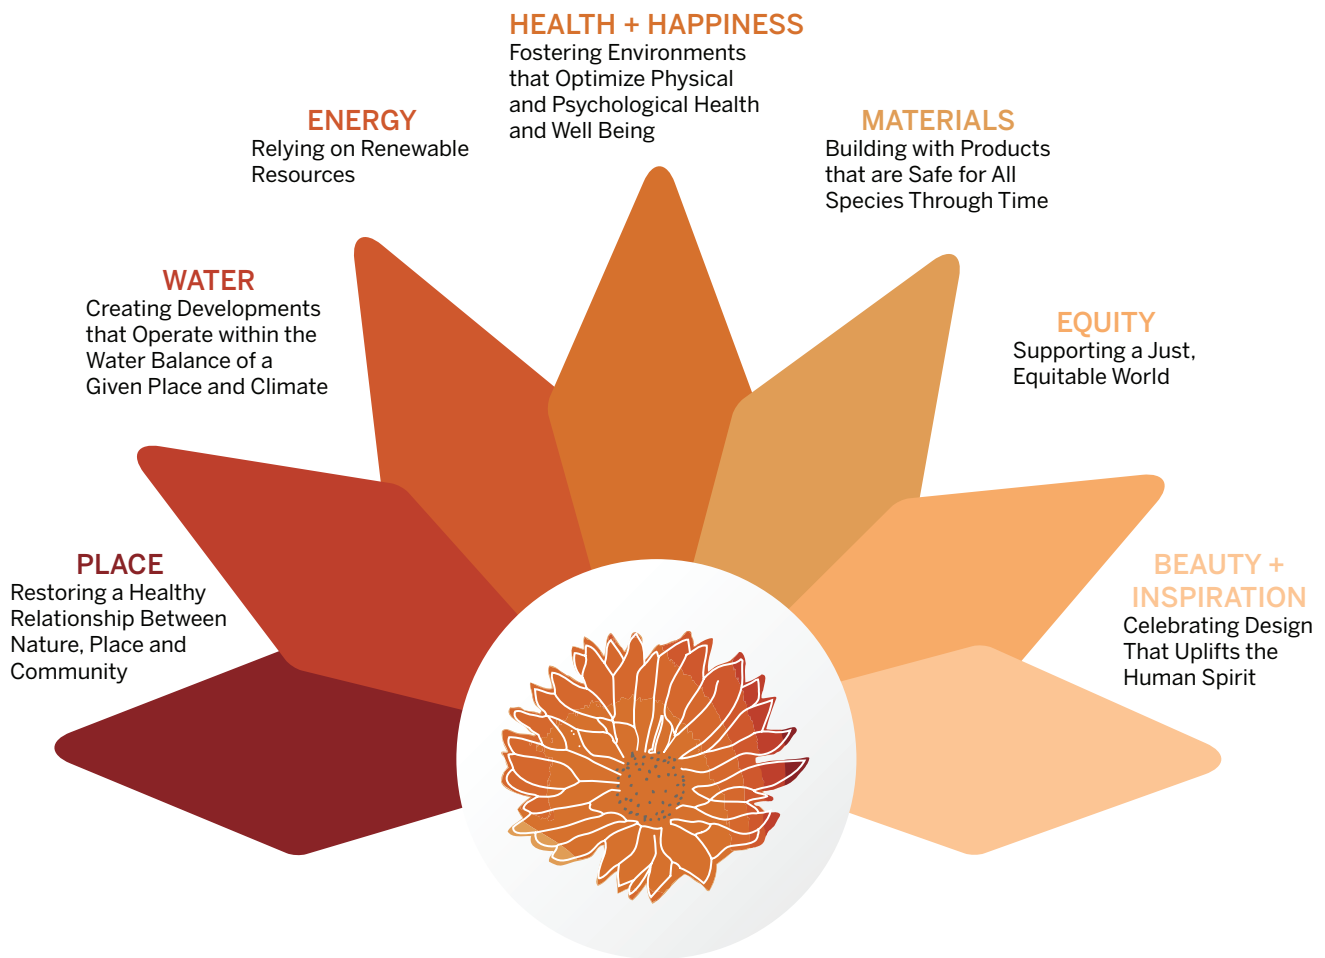 HEALTH + HAPPINESS
Fostering Environments
that Optimize Physical
and Psychological Health
and Well Being
ENERGY
Relying on Renewable
Resources
MATERIALS
Building with Products
that are Safe for All
Species Through Time
WATER
Creating Developments
that Operate within the
Water Balance of a
Given Place and Climate
EQUITY
Supporting a Just,
Equitable World
PLACE
Restoring a Healthy
Relationship Between
Nature, Place and
Community
BEAUTY +
INSPIRATION
Celebrating Design
That Uplifts the
Human Spirit